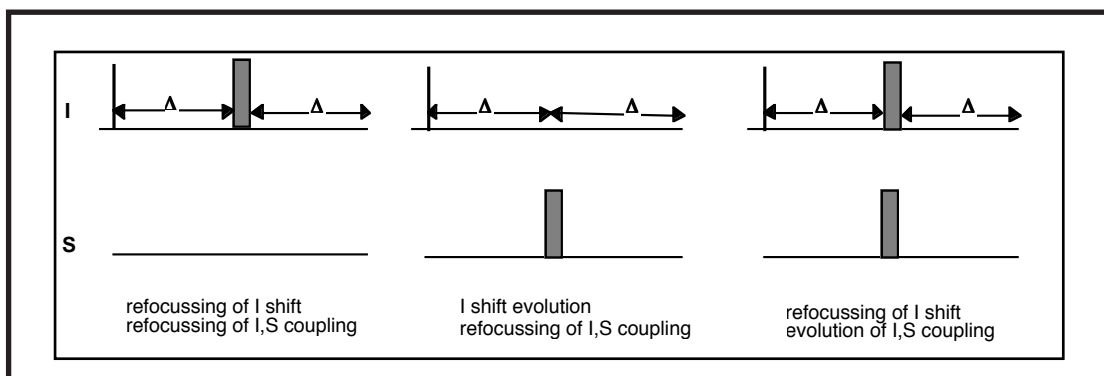 I
Δ Δ
Δ Δ
Δ Δ
S
refocussing of I shift
refocussing of I,S coupling
I shift evolution
refocussing of I,S coupling
refocussing of I shift
evolution of I,S coupling